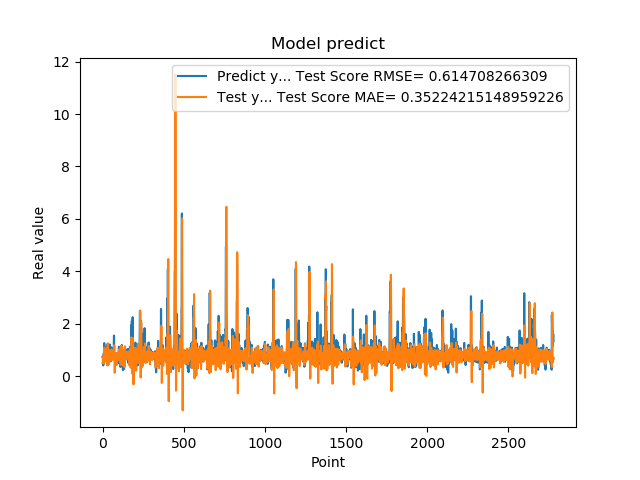 Model predict
Predict y... Test Score RMSE= 0.614708266309
Test y... Test Score MAE= 0.35224215148959226
12
10
8
6
4
2
0
Real value
0 500 1000 1500 2000 2500
Point